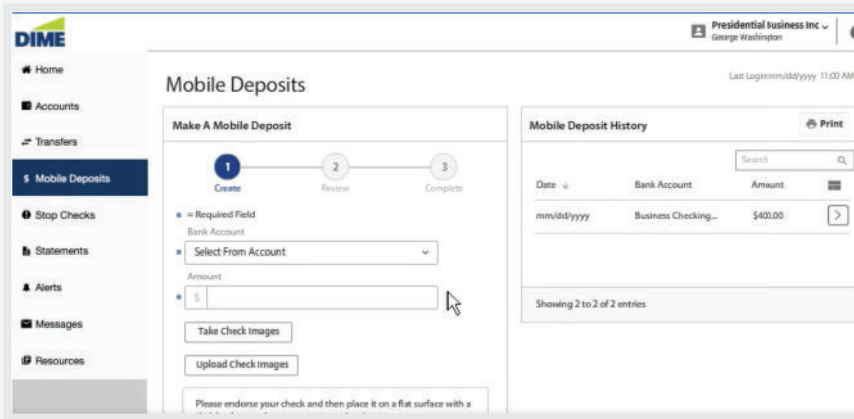 DIME
Presidential Business Inc
George Washington
Home
Accounts
Transfers
$ Mobile Deposits
Stop Checks
Statements
Alerts
Messages
Resources
Last Login:mm/dd/yyyy 11:00 AM
Mobile Deposits
Make A Mobile Deposit
1 2 3
Create Review Complete
= Required Field
Bank Account
Select From Account
Amount
$
Take Check Images
Upload Check Images
Please endorse your check and then place it on a flat surface with a
Mobile Deposit History
Print
Search
Date Bank Account Amount
mm/dd/yyyy Business Checking... $400.00
Showing 2 to 2 of 2 entries